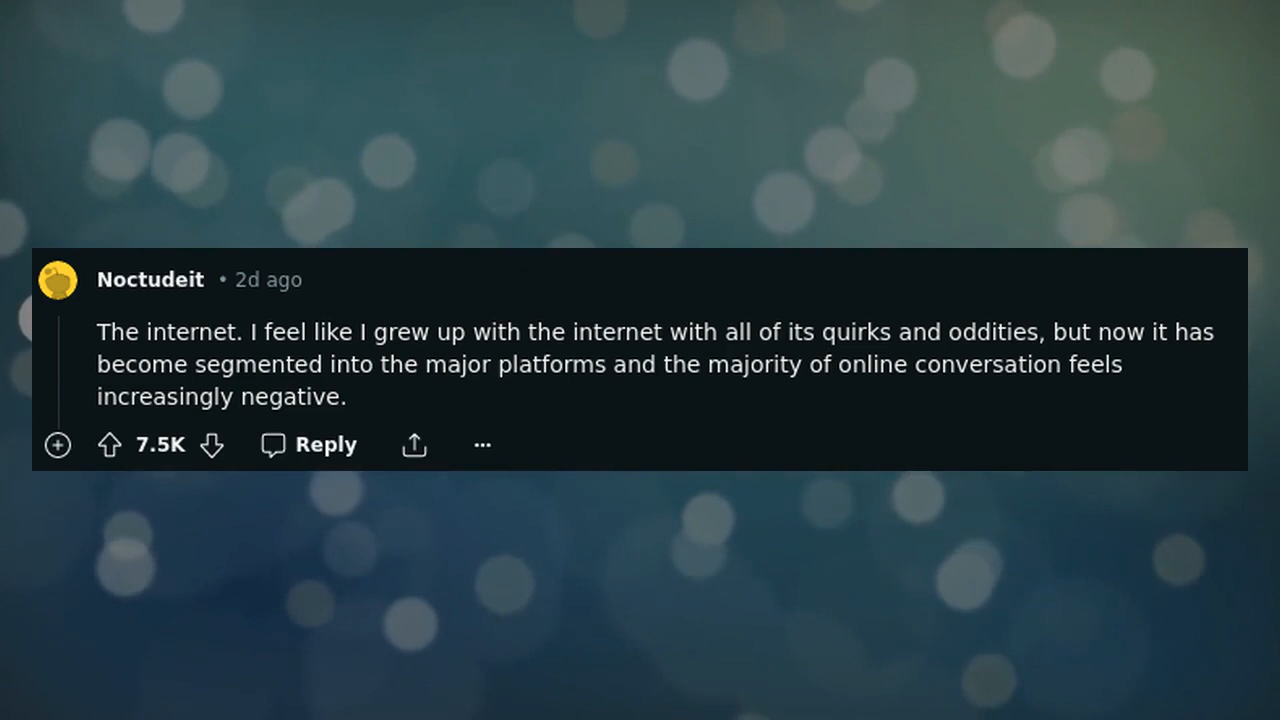 Noctudeit • 2d ago
The internet. I feel like I grew up with the internet with all of its quirks and oddities, but now it has
become segmented into the major platforms and the majority of online conversation feels
increasingly negative.
7.5K Reply ...